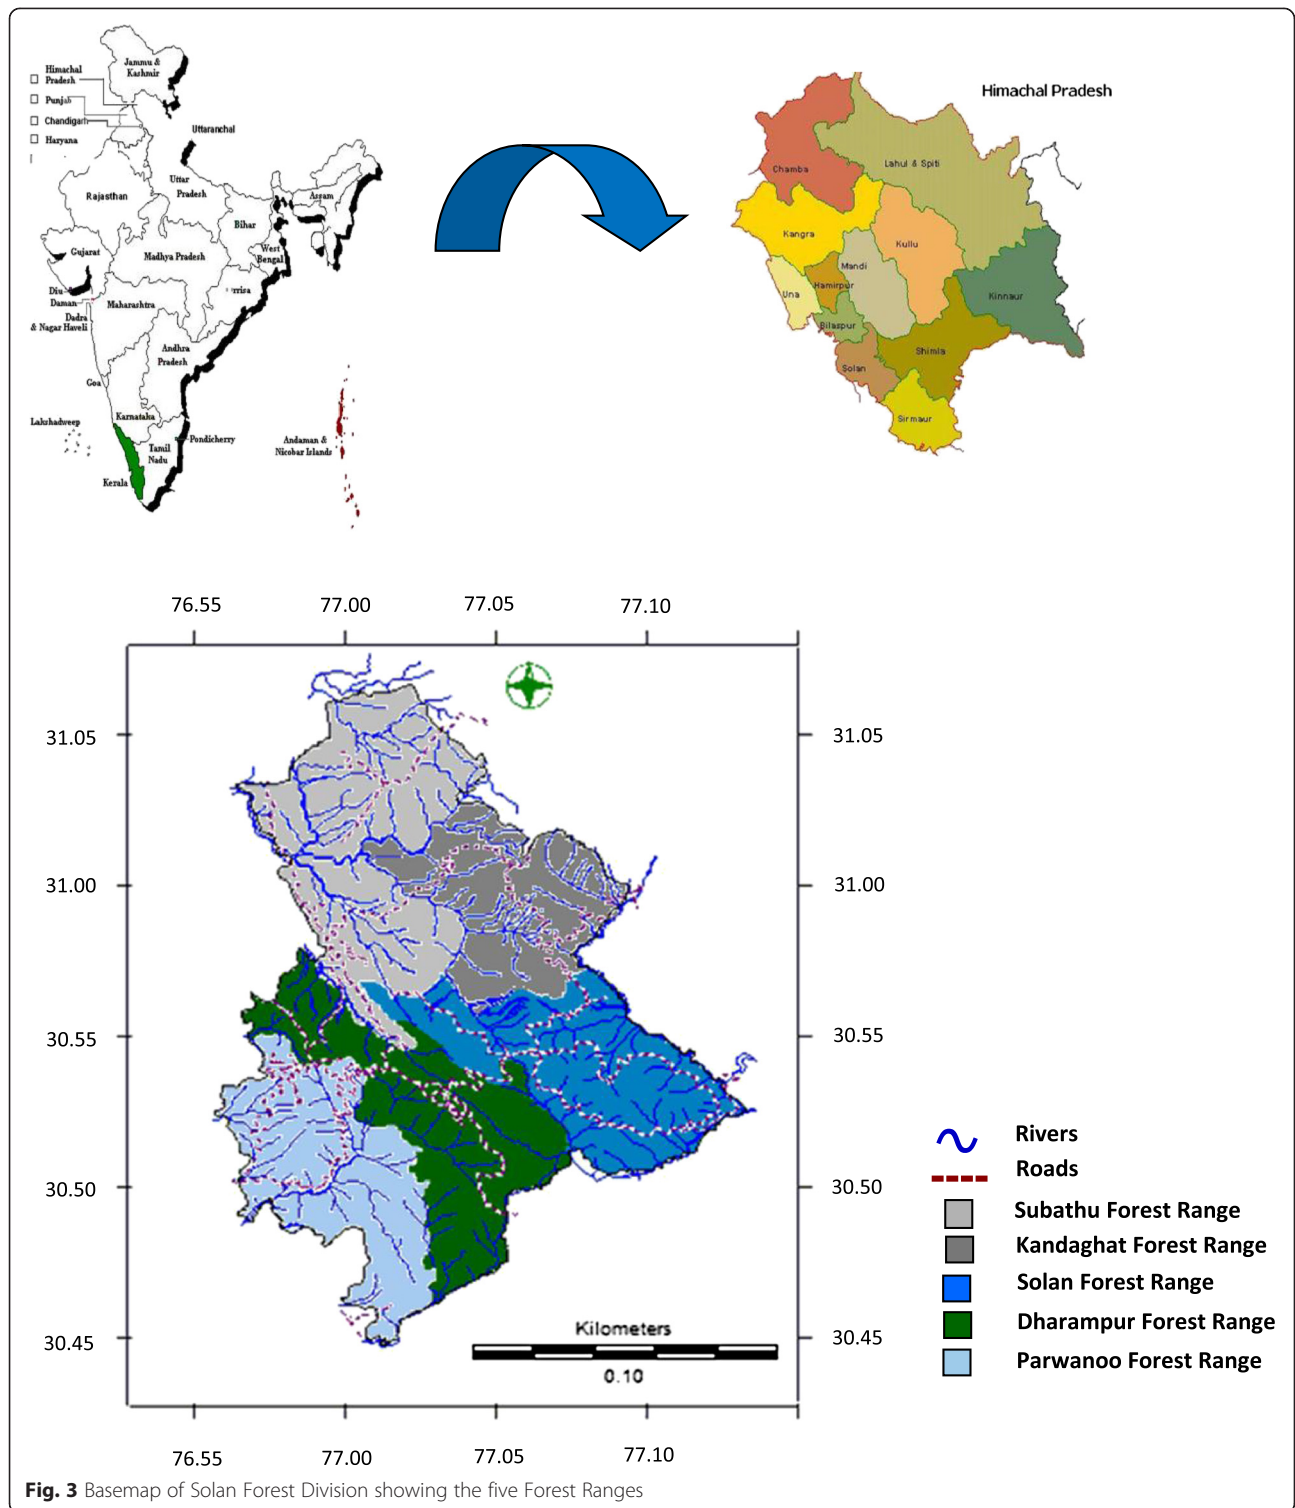 Jammu &
Kashmir
Himachal
Pradesh
Punjab
Chandigarh
Haryana
Uttaranchal
Rajasthan
Uttar
Pradesh
Assam
Bihar
Gujarat
Madhya Pradesh
West
Bengal
Diu
Daman
Maharashtra
Dadra
& Nagar Haveli
Andhra
Pradesh
Goa
Karnataka
Lakshadweep
Pondicherry
Tamil
Nadu
Kerala
Andaman &
Nicobar Islands
Himachal Pradesh
Chamba
Lahul & Spiti
Kangra
Kullu
Mandi
Hamirpur
Una
Kinnaur
Bilaspur
Shimla
Solan
Sirmaur
76.55 77.00 77.05 77.10
31.05 31.05
31.00 31.00
30.55 30.55
30.50 30.50
30.45 30.45
Kilometers
0.10
76.55 77.00 77.05 77.10
Rivers
Roads
Subathu Forest Range
Kandaghat Forest Range
Solan Forest Range
Dharampur Forest Range
Parwanoo Forest Range
Fig. 3 Basemap of Solan Forest Division showing the five Forest Ranges